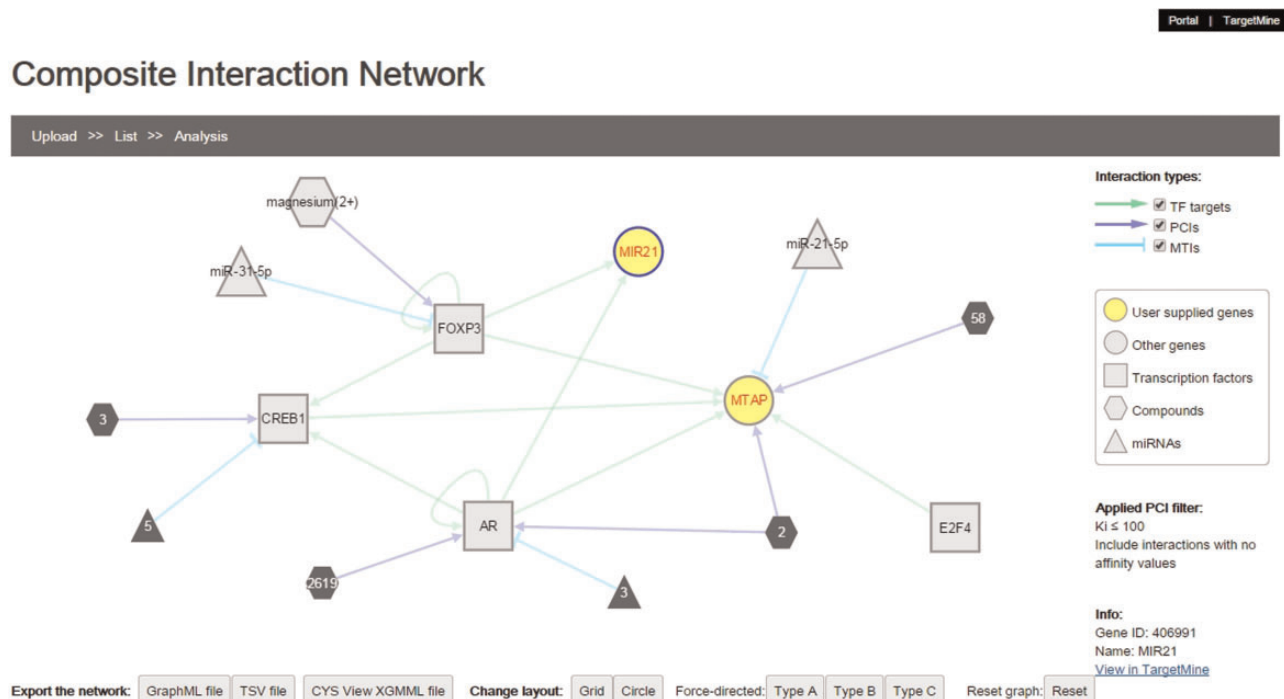 Portal | TargetMine
Composite Interaction Network
Upload >> List >> Analysis
magnesium(2+)
miR-31-5p
MIR21
miR-21-5p
FOXP3
58
3
CREB1
MTAP
5
AR
2
E2F4
2619
3
Interaction types:
TF targets
PCIs
MTIs
User supplied genes
Other genes
Transcription factors
Compounds
miRNAs
Applied PCI filter:
Ki ≤ 100
Include interactions with no
affinity values
Info:
Gene ID: 406991
Name: MIR21
View in TargetMine
Export the network: GraphML file TSV file CYS View XGMML file Change layout: Grid Circle Force-directed: Type A Type B Type C Reset graph: Reset